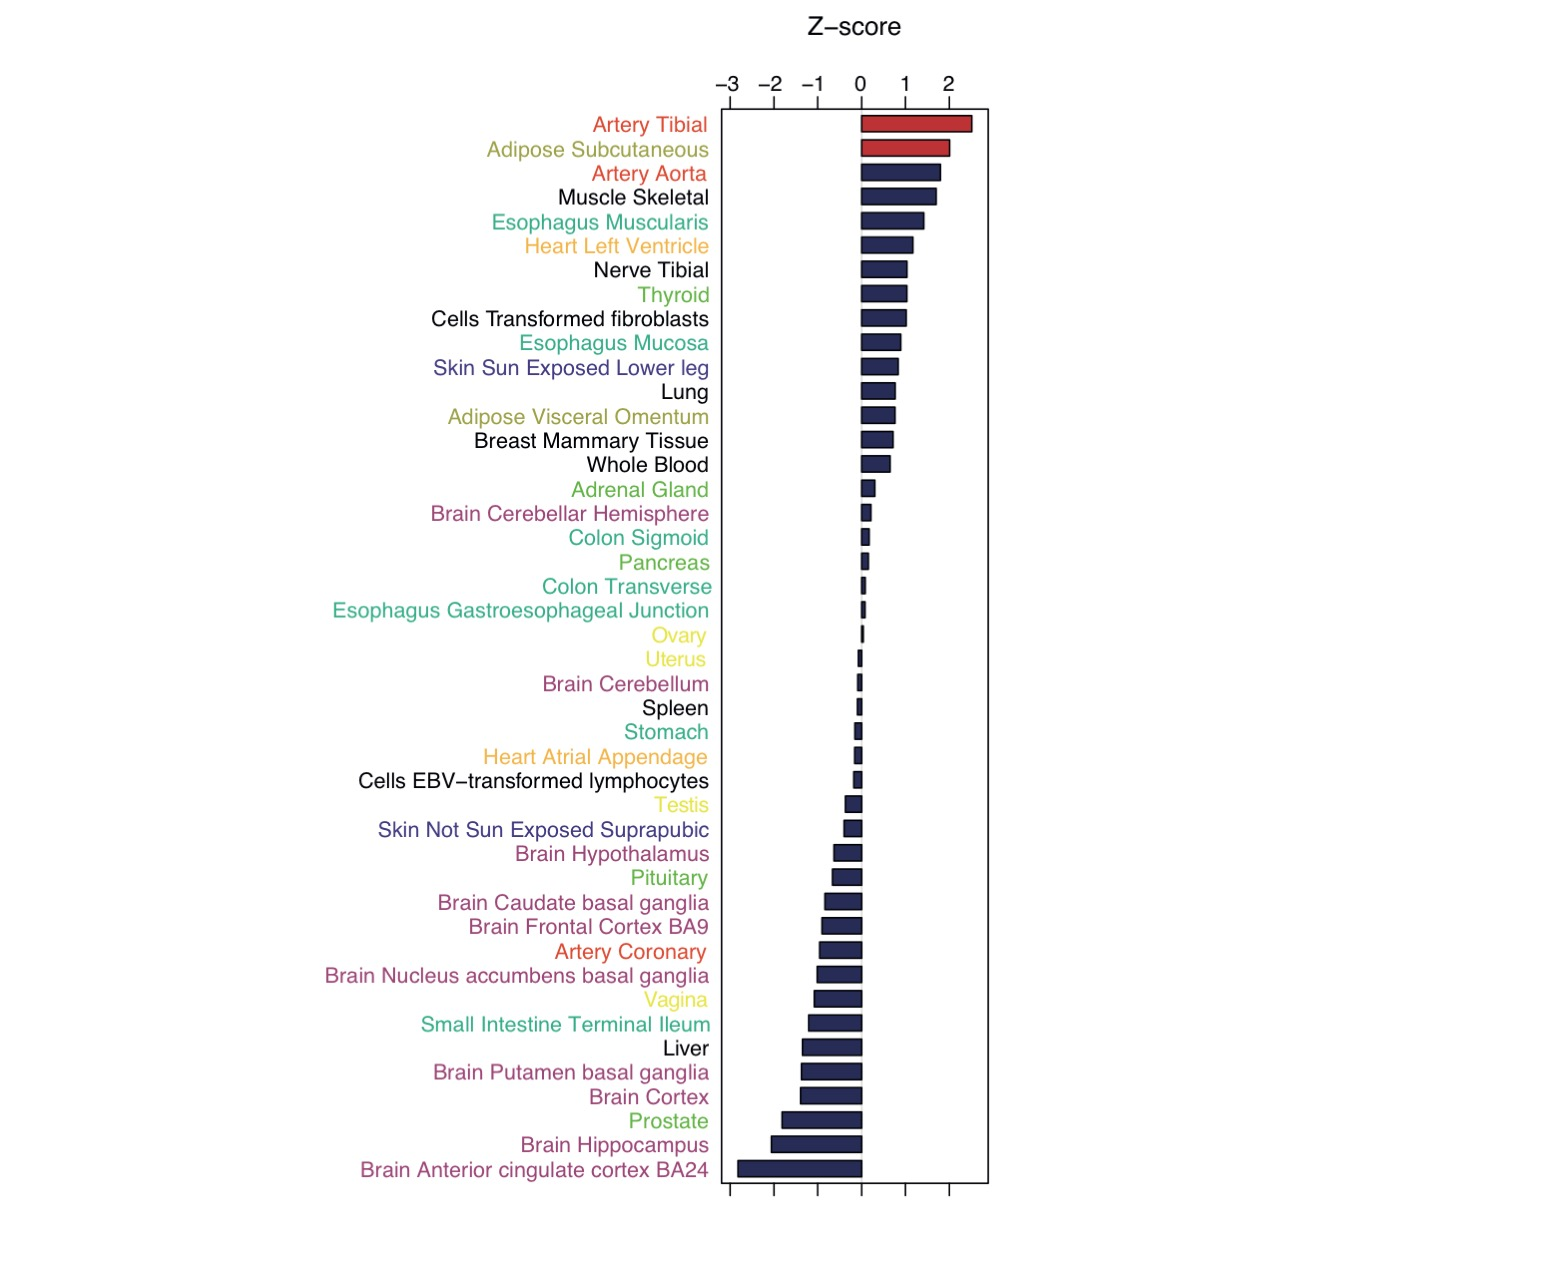 Z−score
−3 −2 −1 0 1 2
Artery Tibial
Adipose Subcutaneous
Artery Aorta
Muscle Skeletal
Esophagus Muscularis
Heart Left Ventricle
Nerve Tibial
Thyroid
Cells Transformed fibroblasts
Esophagus Mucosa
Skin Sun Exposed Lower leg
Lung
Adipose Visceral Omentum
Breast Mammary Tissue
Whole Blood
Adrenal Gland
Brain Cerebellar Hemisphere
Colon Sigmoid
Pancreas
Colon Transverse
Esophagus Gastroesophageal Junction
Ovary
Uterus
Brain Cerebellum
Spleen
Stomach
Heart Atrial Appendage
Cells EBV−transformed lymphocytes
Testis
Skin Not Sun Exposed Suprapubic
Brain Hypothalamus
Pituitary
Brain Caudate basal ganglia
Brain Frontal Cortex BA9
Artery Coronary
Brain Nucleus accumbens basal ganglia
Vagina
Small Intestine Terminal Ileum
Liver
Brain Putamen basal ganglia
Brain Cortex
Prostate
Brain Hippocampus
Brain Anterior cingulate cortex BA24